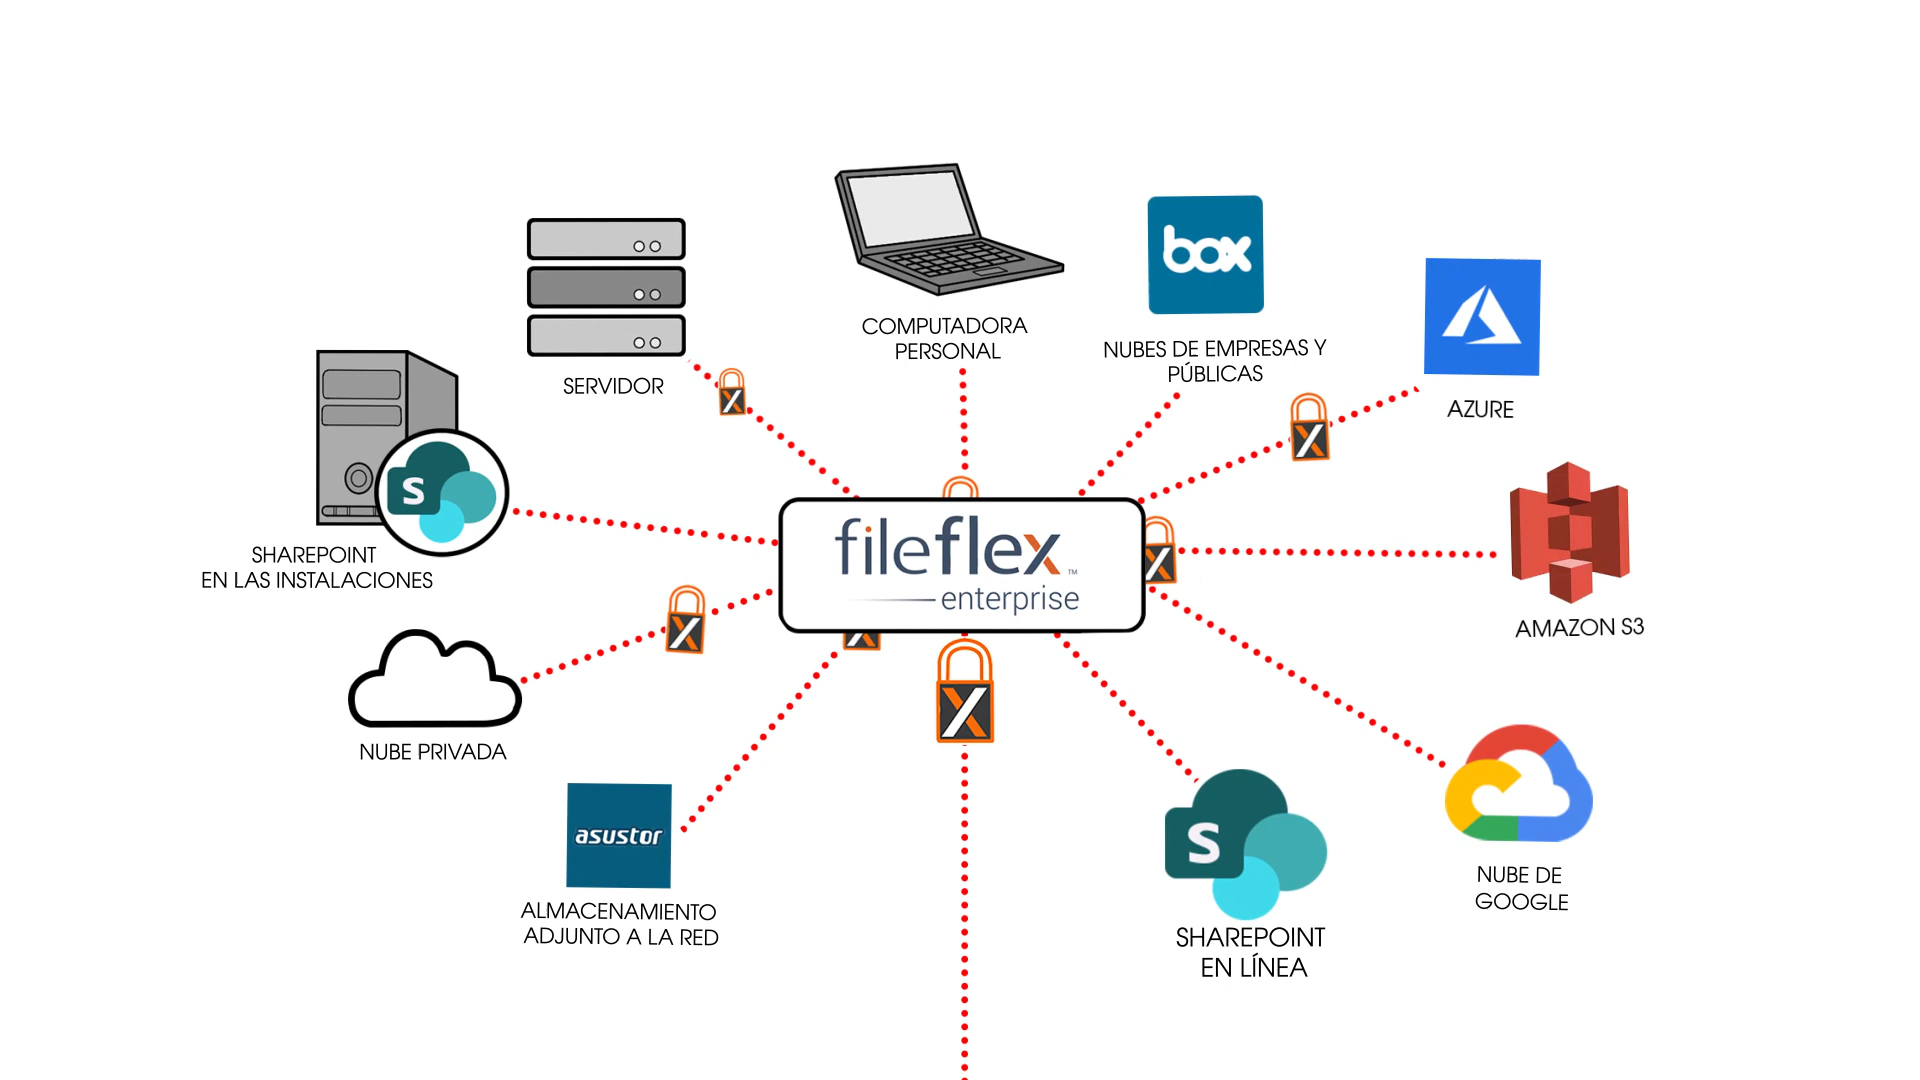 COMPUTADORA
PERSONAL
box
NUBES DE EMPRESAS Y
PÚBLICAS
SERVIDOR
AZURE
S
SHAREPOINT
EN LAS INSTALACIONES
fileflex™
enterprise
AMAZON S3
NUBE PRIVADA
asustor
ALMACENAMIENTO
ADJUNTO A LA RED
S
SHAREPOINT
EN LÍNEA
NUBE DE
GOOGLE